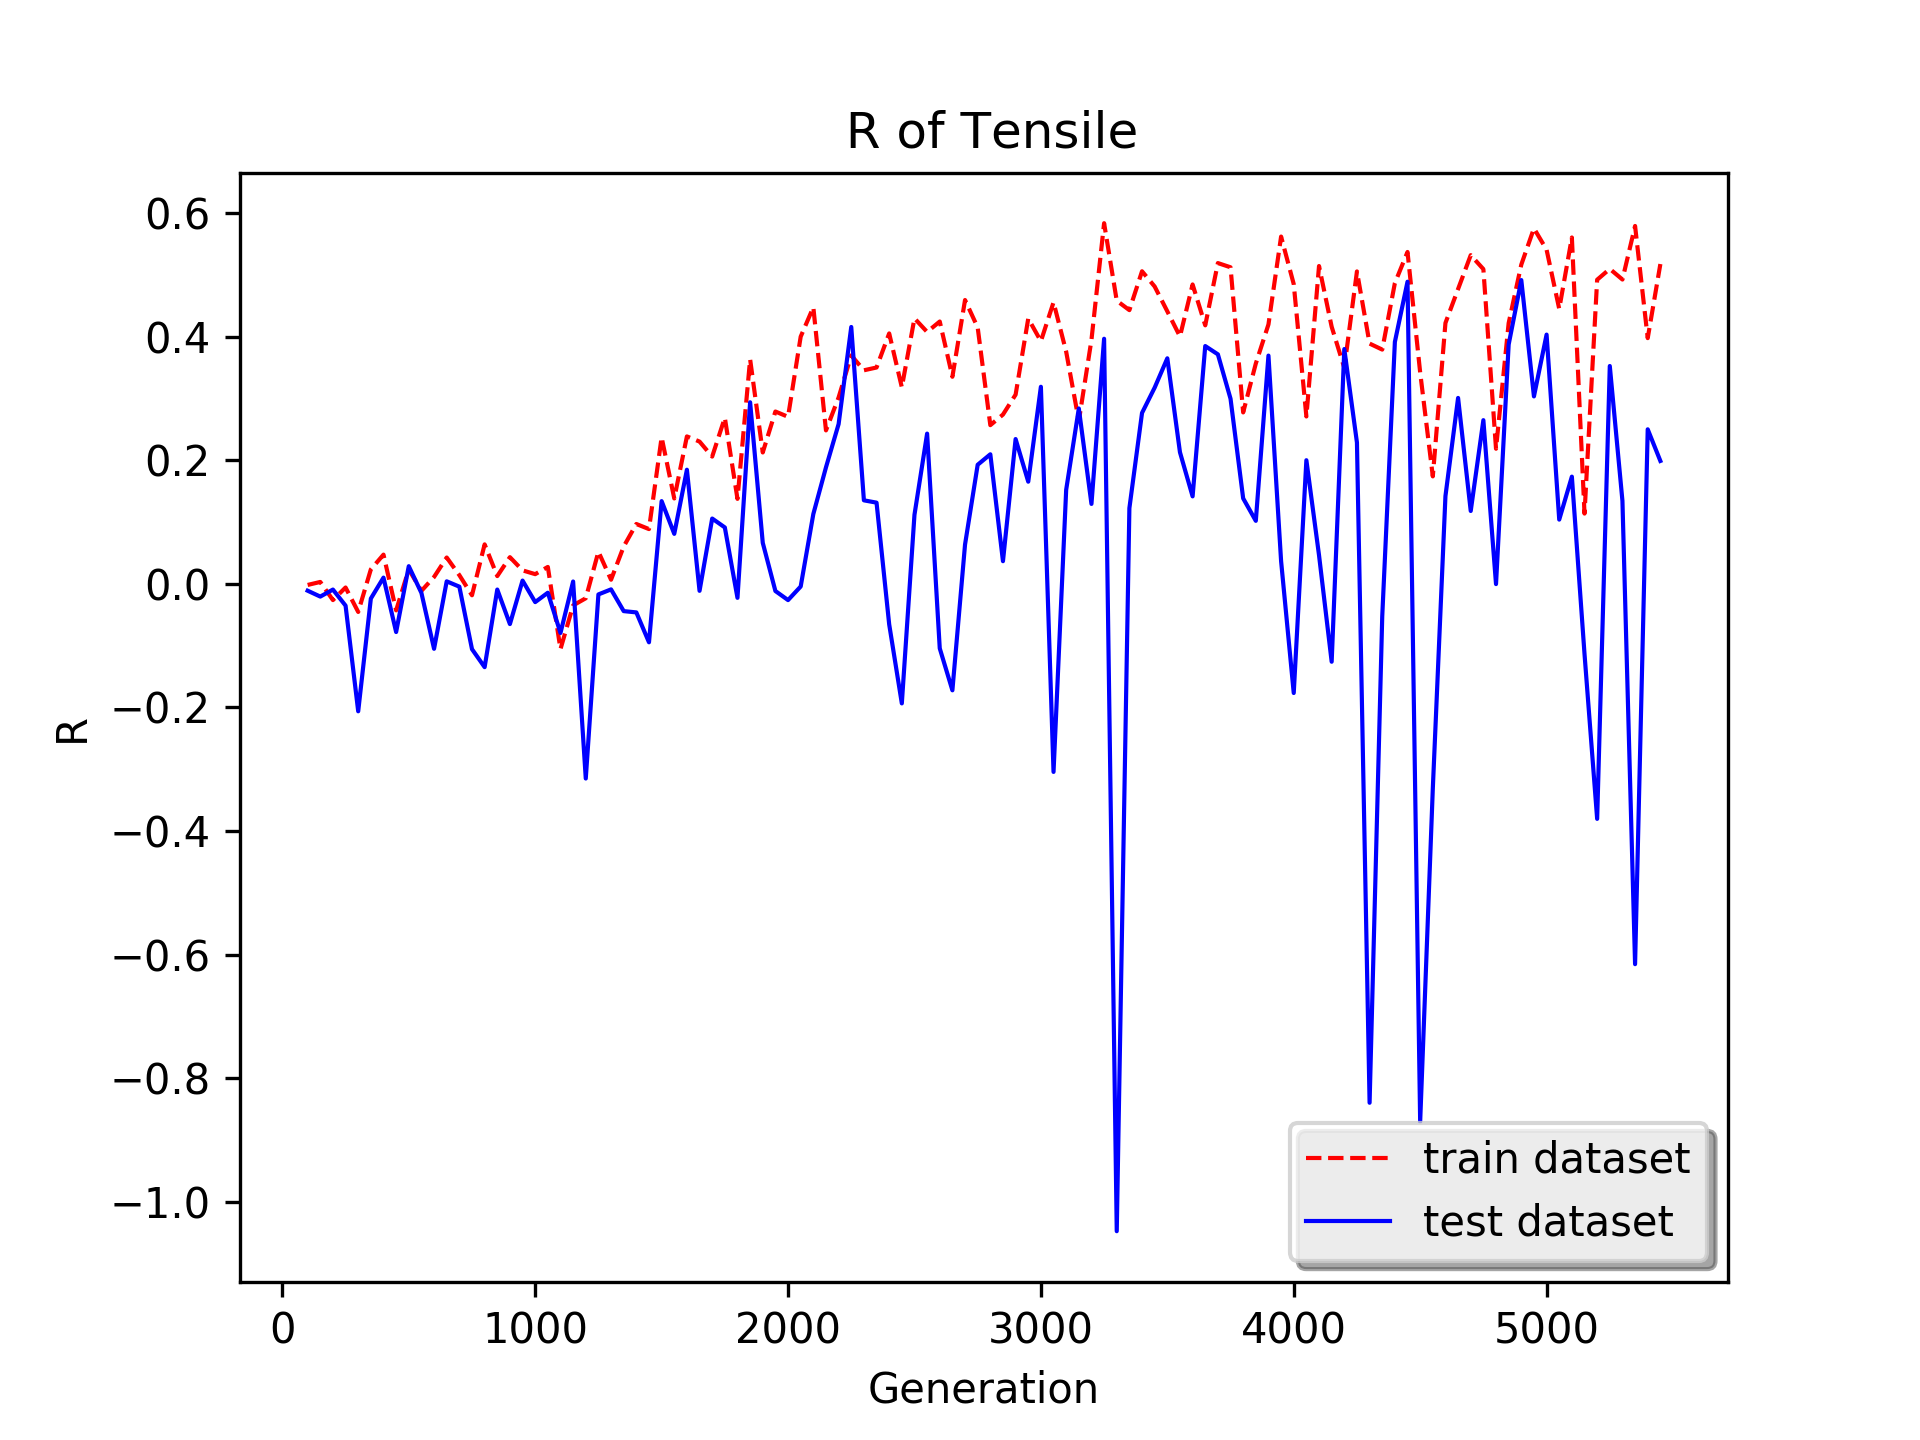 R of Tensile
R
0.6
0.4
0.2
0.0
−0.2
−0.4
−0.6
−0.8
−1.0
train dataset
test dataset
0 1000 2000 3000 4000 5000
Generation